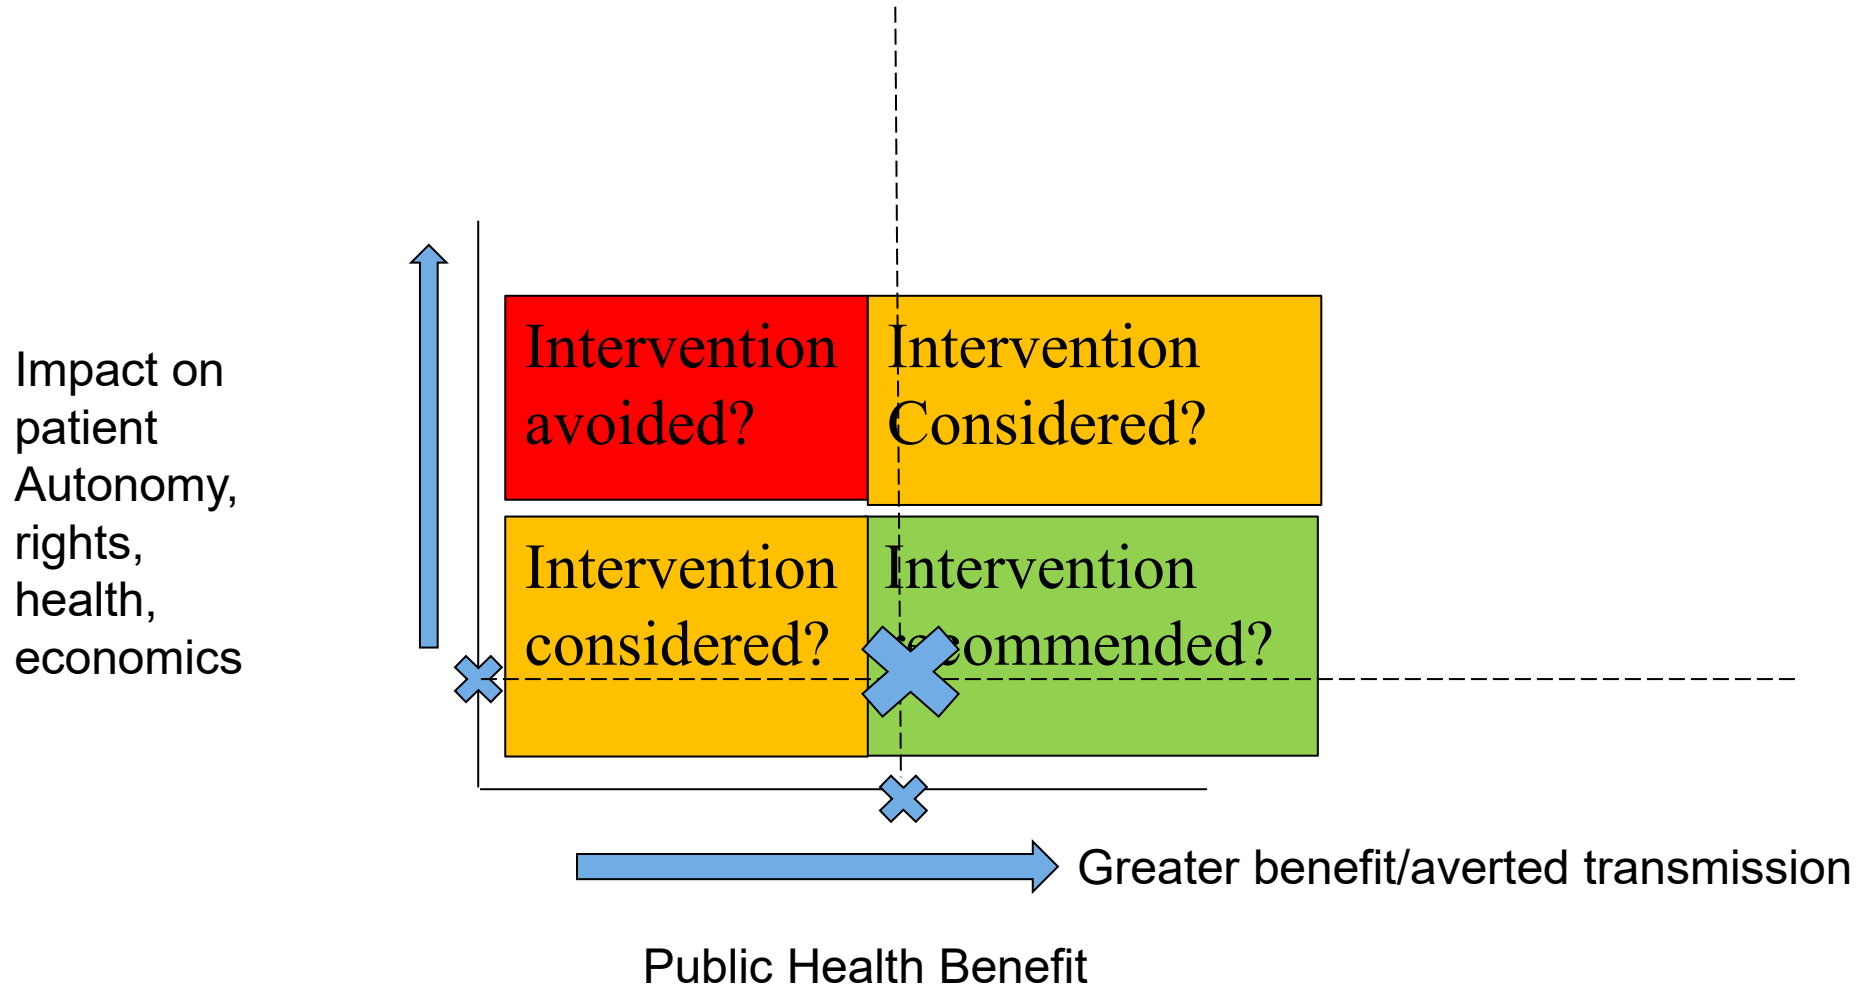 Impact on
patient
Autonomy,
rights,
health,
economics
Intervention
avoided?
Intervention
Considered?
Intervention
considered?
Intervention
recommended?
Greater benefit/averted transmission
Public Health Benefit